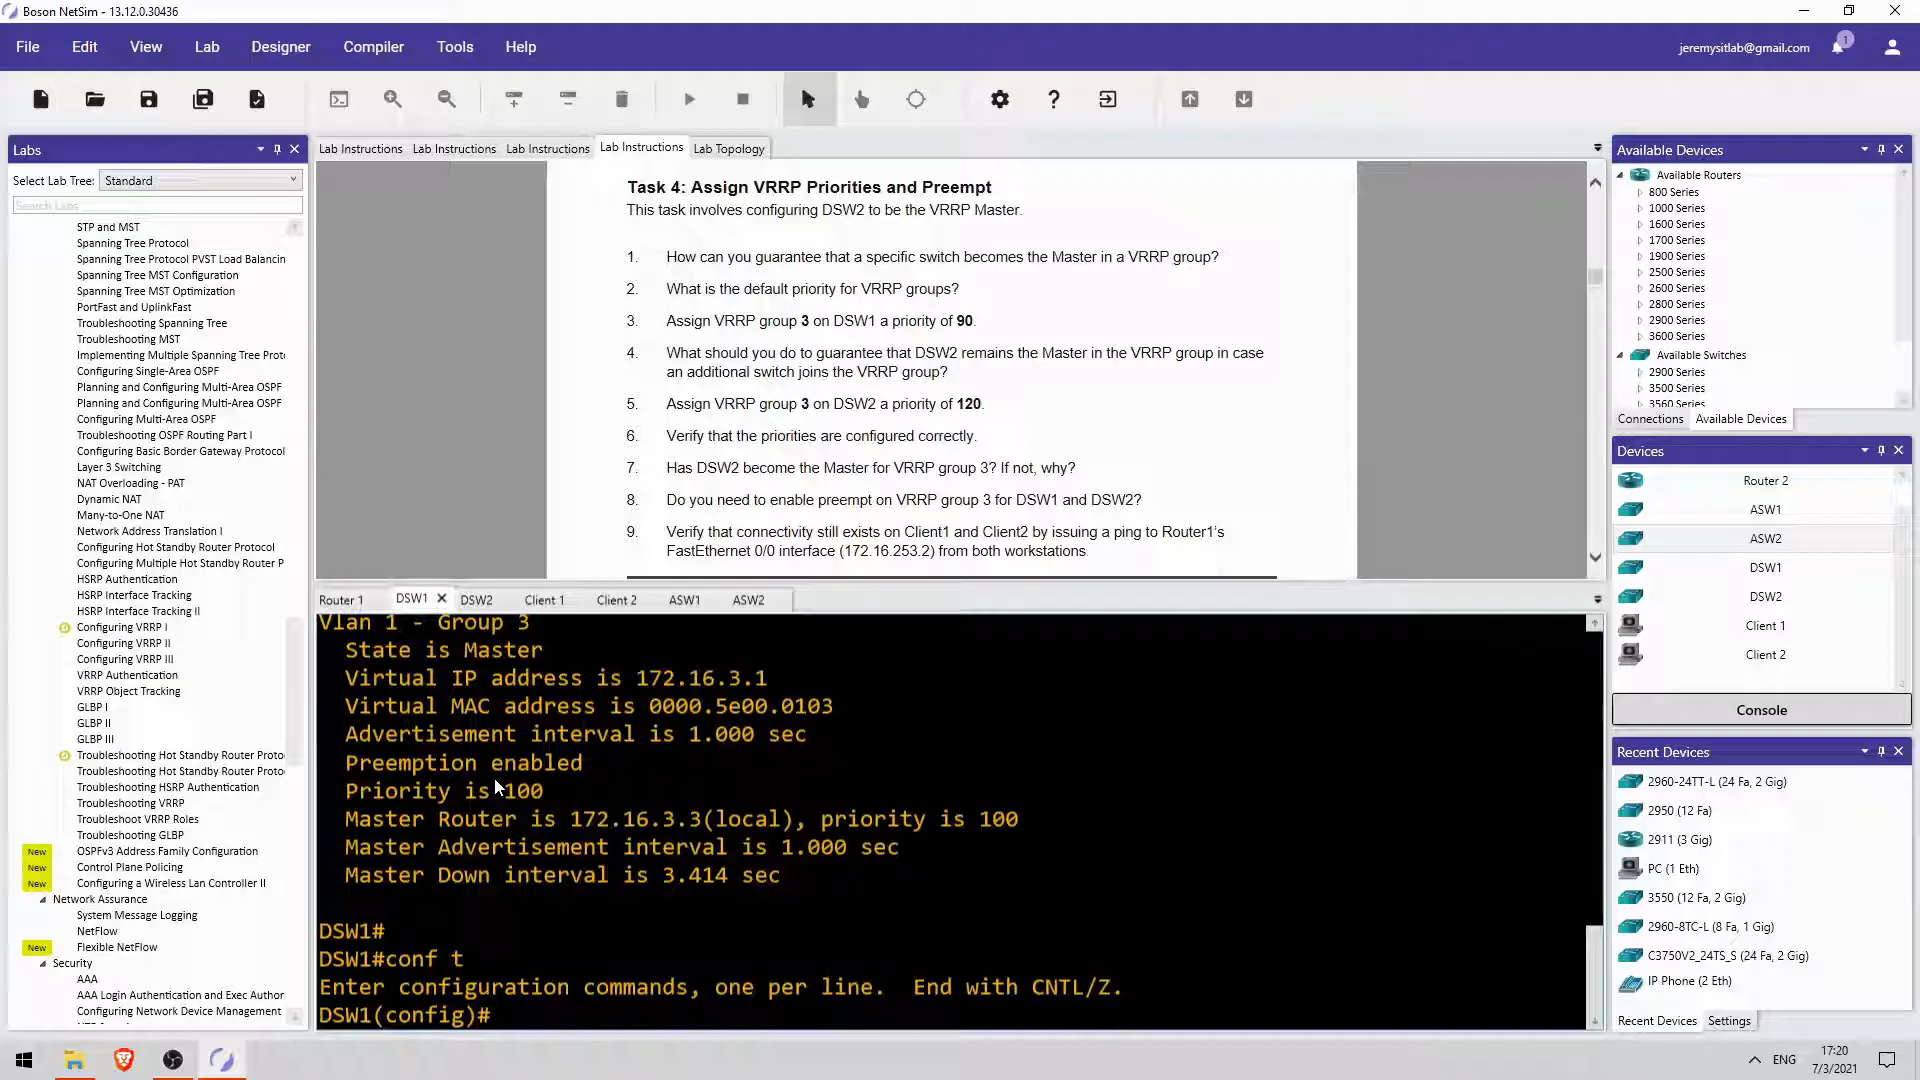 Boson NetSim - 13.12.0.30436
File Edit View Lab Designer Compiler Tools Help
jeremysitlab@gmail.com 1
Labs
Select Lab Tree: Standard
Search Labs
STP and MST
Spanning Tree Protocol
Spanning Tree Protocol PVST Load Balancin
Spanning Tree MST Configuration
Spanning Tree MST Optimization
PortFast and UplinkFast
Troubleshooting Spanning Tree
Troubleshooting MST
Implementing Multiple Spanning Tree Proto
Configuring Single-Area OSPF
Planning and Configuring Multi-Area OSPF
Planning and Configuring Multi-Area OSPF
Configuring Multi-Area OSPF
Troubleshooting OSPF Routing Part I
Configuring Basic Border Gateway Protocol
Layer 3 Switching
NAT Overloading - PAT
Dynamic NAT
Many-to-One NAT
Network Address Translation I
Configuring Hot Standby Router Protocol
Configuring Multiple Hot Standby Router P
HSRP Authentication
HSRP Interface Tracking
HSRP Interface Tracking II
Configuring VRRP I
Configuring VRRP II
Configuring VRRP III
VRRP Authentication
VRRP Object Tracking
GLBP I
GLBP II
GLBP III
Troubleshooting Hot Standby Router Proto
Troubleshooting Hot Standby Router Proto
Troubleshooting HSRP Authentication
Troubleshooting VRRP
Troubleshoot VRRP Roles
Troubleshooting GLBP
New OSPFv3 Address Family Configuration
New Control Plane Policing
New Configuring a Wireless Lan Controller II
Network Assurance
System Message Logging
NetFlow
New Flexible NetFlow
Security
AAA
AAA Login Authentication and Exec Author
Configuring Network Device Management
Lab Instructions Lab Instructions Lab Instructions Lab Instructions Lab Topology
Task 4: Assign VRRP Priorities and Preempt
This task involves configuring DSW2 to be the VRRP Master.
1. How can you guarantee that a specific switch becomes the Master in a VRRP group?
2. What is the default priority for VRRP groups?
3. Assign VRRP group 3 on DSW1 a priority of 90.
4. What should you do to guarantee that DSW2 remains the Master in the VRRP group in case
an additional switch joins the VRRP group?
5. Assign VRRP group 3 on DSW2 a priority of 120.
6. Verify that the priorities are configured correctly.
7. Has DSW2 become the Master for VRRP group 3? If not, why?
8. Do you need to enable preempt on VRRP group 3 for DSW1 and DSW2?
9. Verify that connectivity still exists on Client1 and Client2 by issuing a ping to Router1's
FastEthernet 0/0 interface (172.16.253.2) from both workstations.
Router 1 DSW1 DSW2 Client 1 Client 2 ASW1 ASW2
Vlan 1 - Group 3
State is Master
Virtual IP address is 172.16.3.1
Virtual MAC address is 0000.5e00.0103
Advertisement interval is 1.000 sec
Preemption enabled
Priority is 100
Master Router is 172.16.3.3(local), priority is 100
Master Advertisement interval is 1.000 sec
Master Down interval is 3.414 sec
DSW1#
DSW1#conf t
Enter configuration commands, one per line. End with CNTL/Z.
DSW1(config)#
Available Devices
Available Routers
800 Series
1000 Series
1600 Series
1700 Series
1900 Series
2500 Series
2600 Series
2800 Series
2900 Series
3600 Series
Available Switches
2900 Series
3500 Series
3560 Series
Connections Available Devices
Devices
Router 2
ASW1
ASW2
DSW1
DSW2
Client 1
Client 2
Console
Recent Devices
2960-24TT-L (24 Fa, 2 Gig)
2950 (12 Fa)
2911 (3 Gig)
PC (1 Eth)
3550 (12 Fa, 2 Gig)
2960-8TC-L (8 Fa, 1 Gig)
C3750V2_24TS_S (24 Fa, 2 Gig)
IP Phone (2 Eth)
Recent Devices Settings
ENG
17:20
7/3/2021